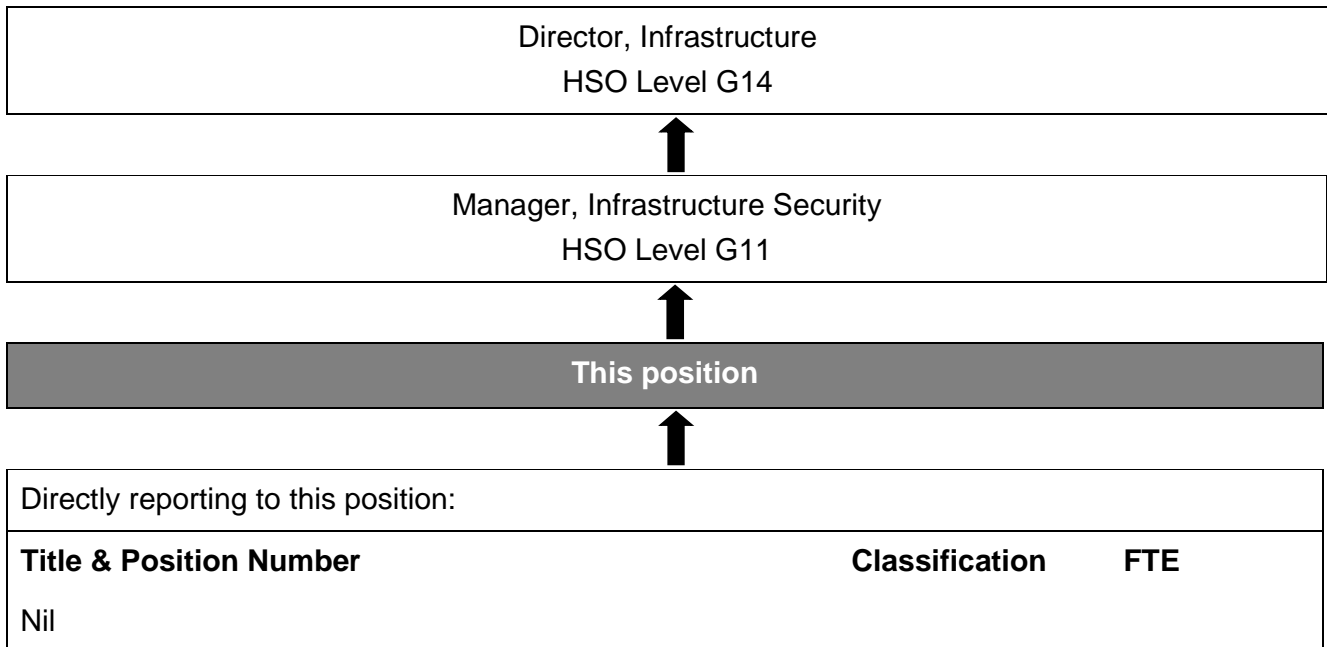 Director, Infrastructure
HSO Level G14
Manager, Infrastructure Security
HSO Level G11
This position
Directly reporting to this position:
Title & Position Number Classification FTE
Nil